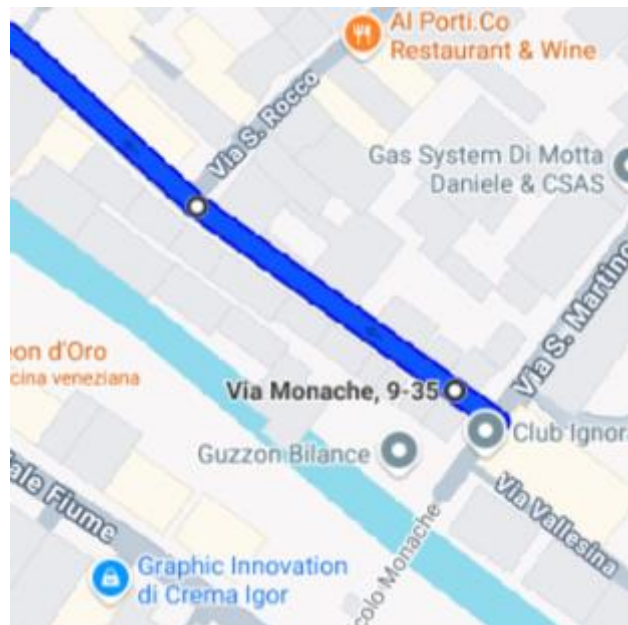 Al Porti.Co
Restaurant & Wine
Via S. Rocco
Gas System Di Motta
Daniele & CSAS
Via S. Martino
eon d'Oro
cina veneziana
Via Monache, 9-35
Club Ignor
Guzzon Bilance
Via Vallesina
ale Fiume
colo Monache
Graphic Innovation
di Crema Igor